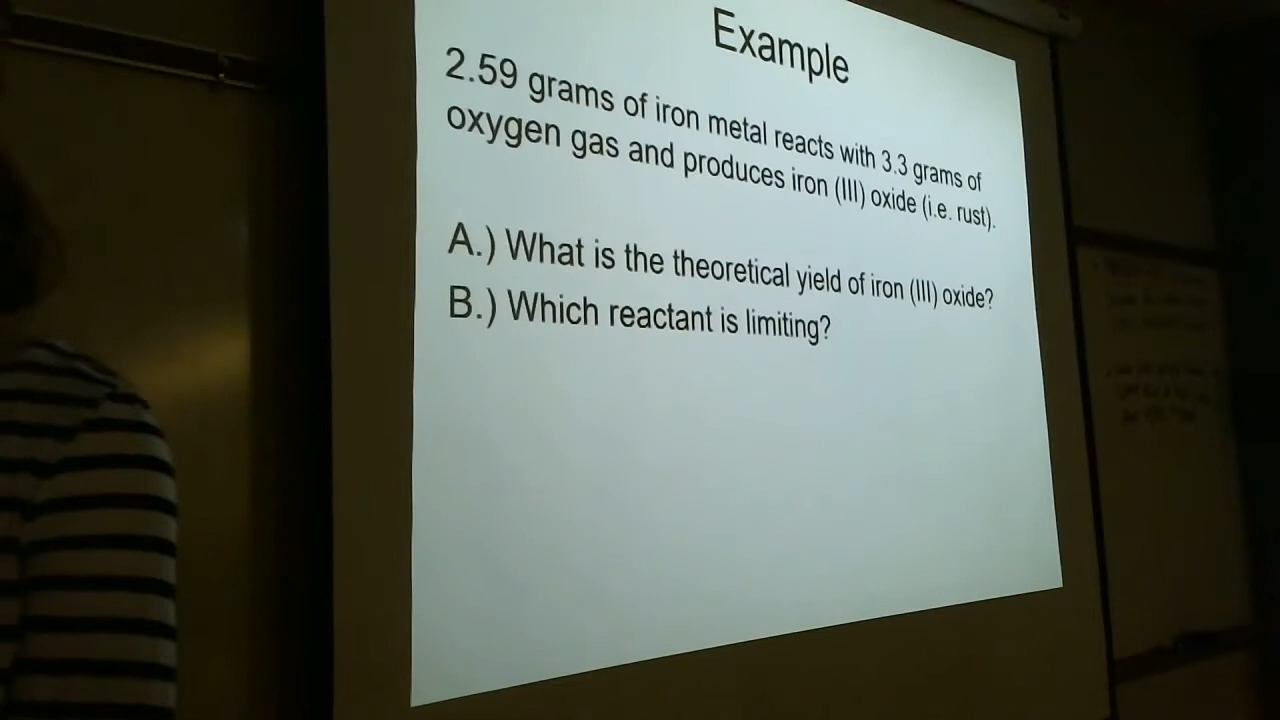 Example
2.59 grams of iron metal reacts with 3.3 grams of
oxygen gas and produces iron (III) oxide (i.e. rust).
A.) What is the theoretical yield of iron (III) oxide?
B.) Which reactant is limiting?